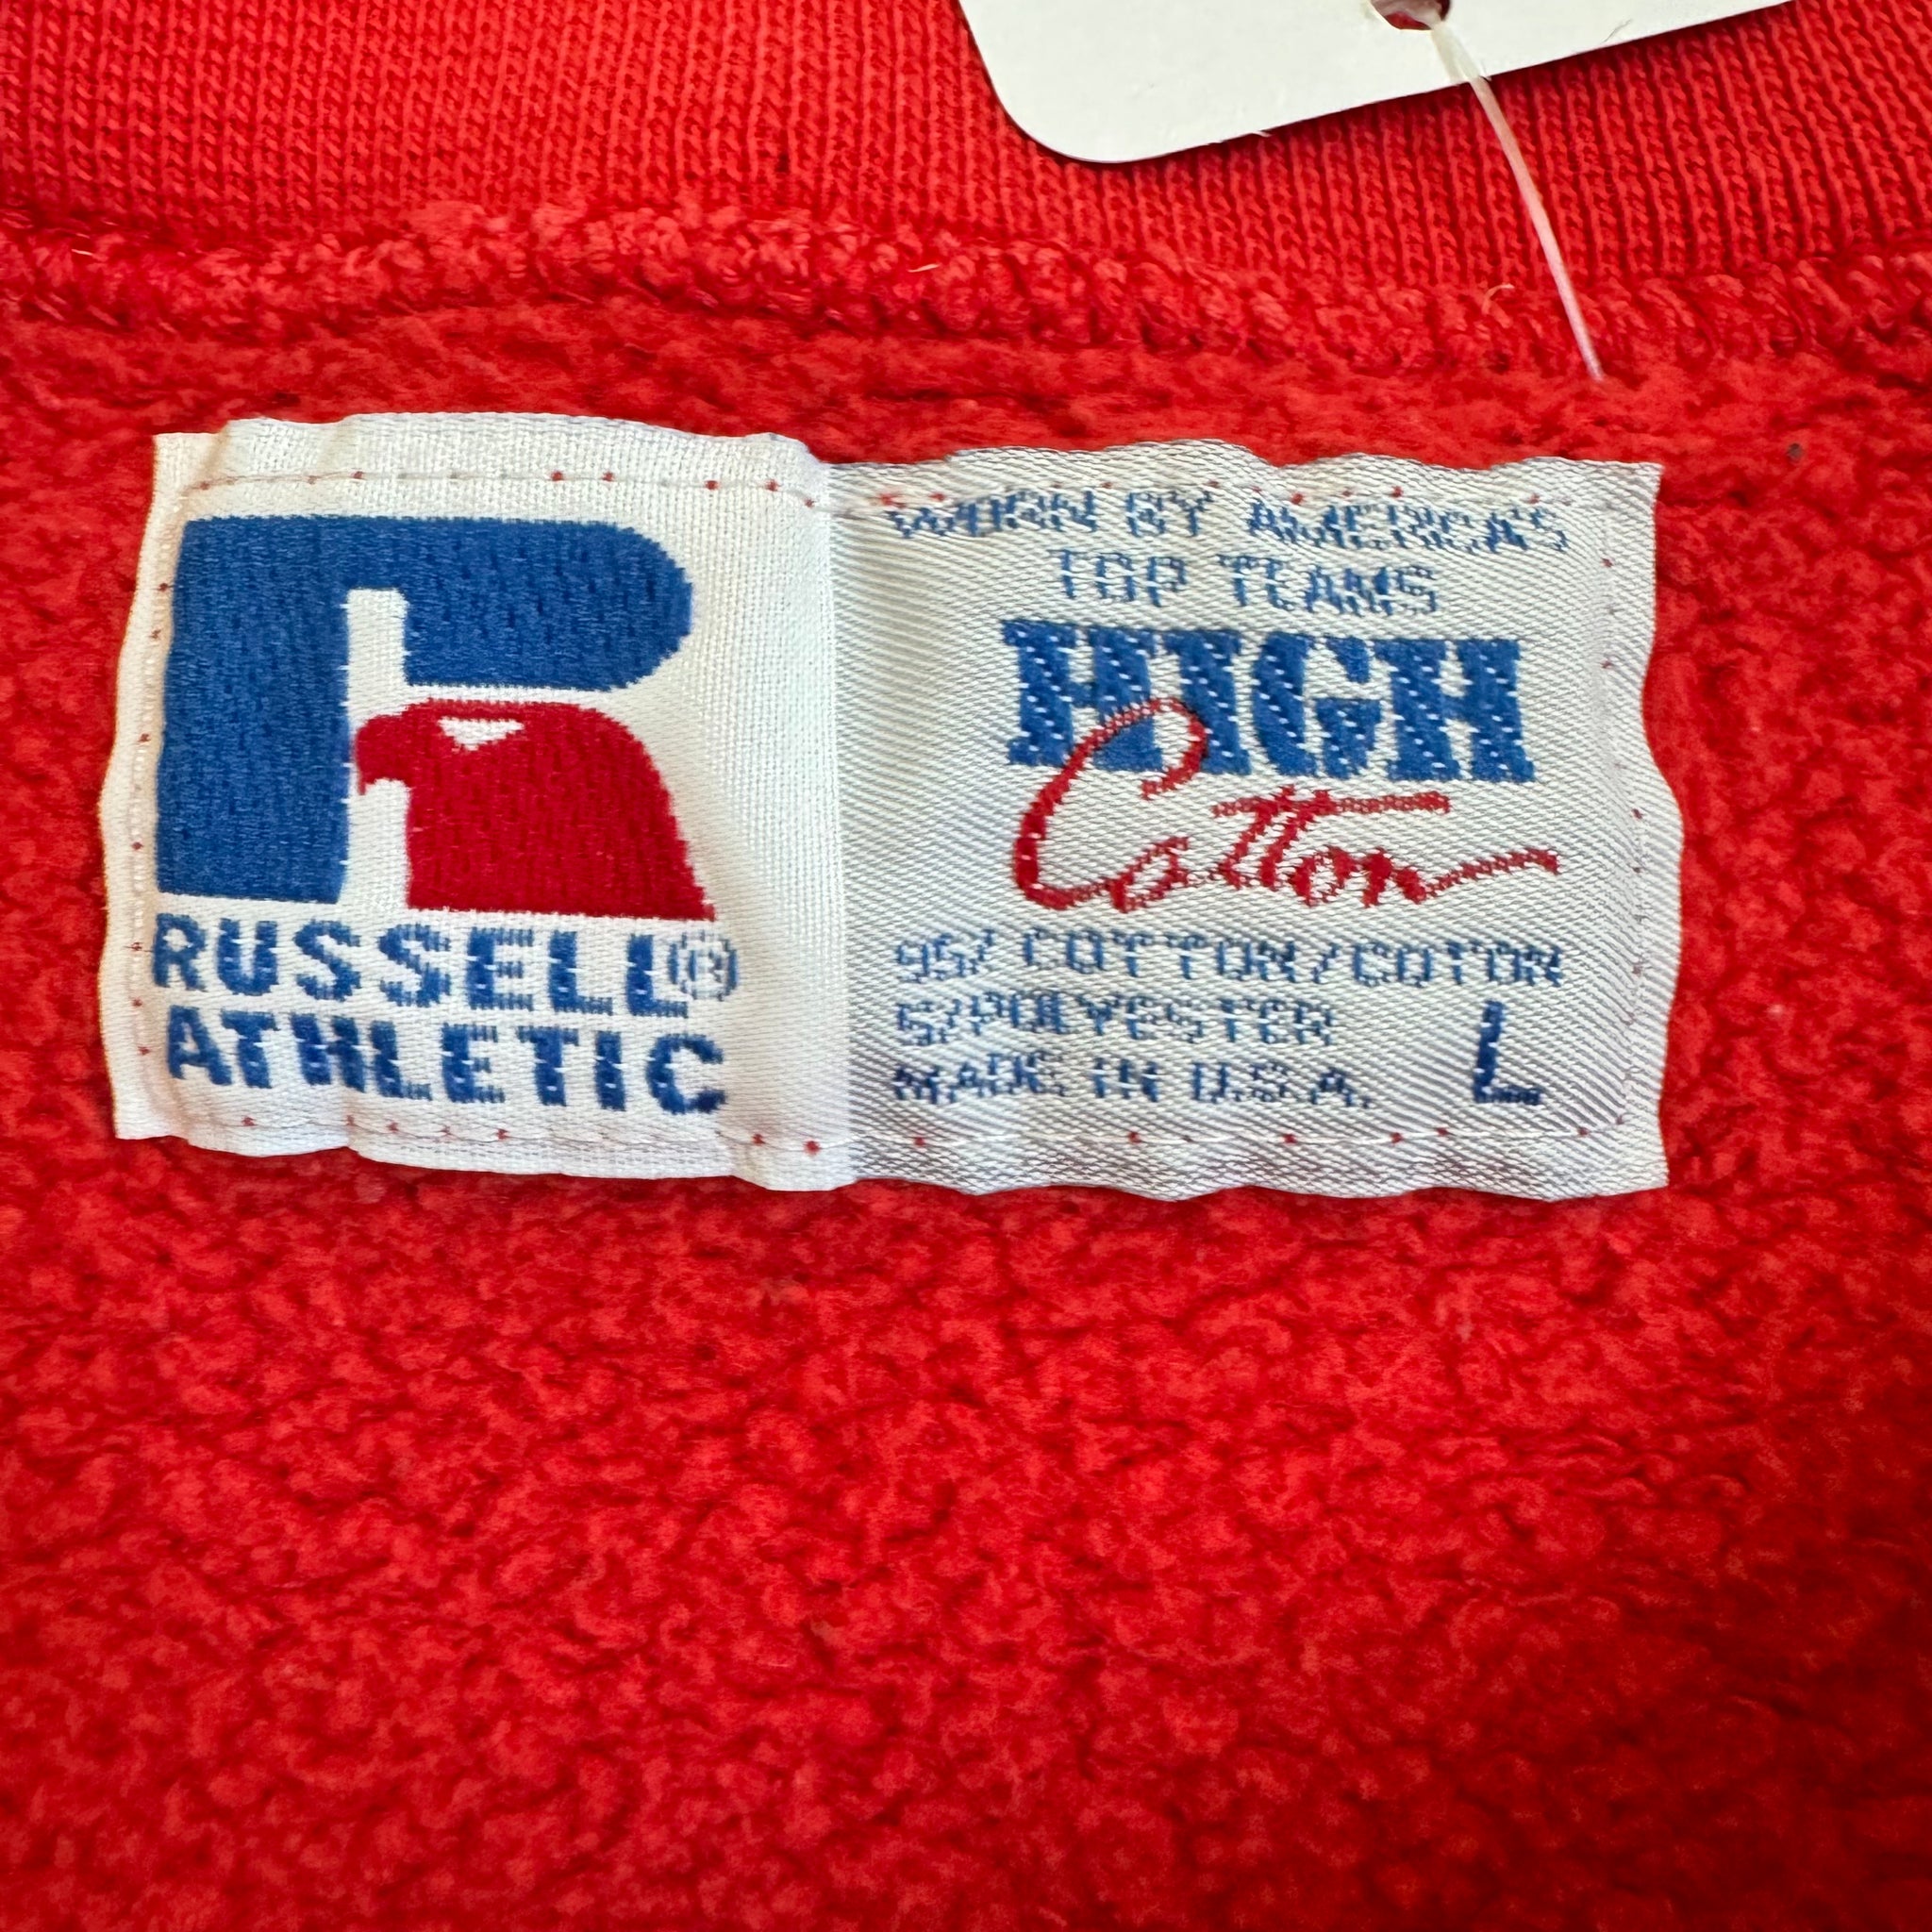 RUSSELL®
ATHLETIC
WORN BY AMERICA'S
TOP TEAMS
HIGH
Cotton
95% COTTON/COTON
5%POLYESTER
MADE IN U.S.A. L